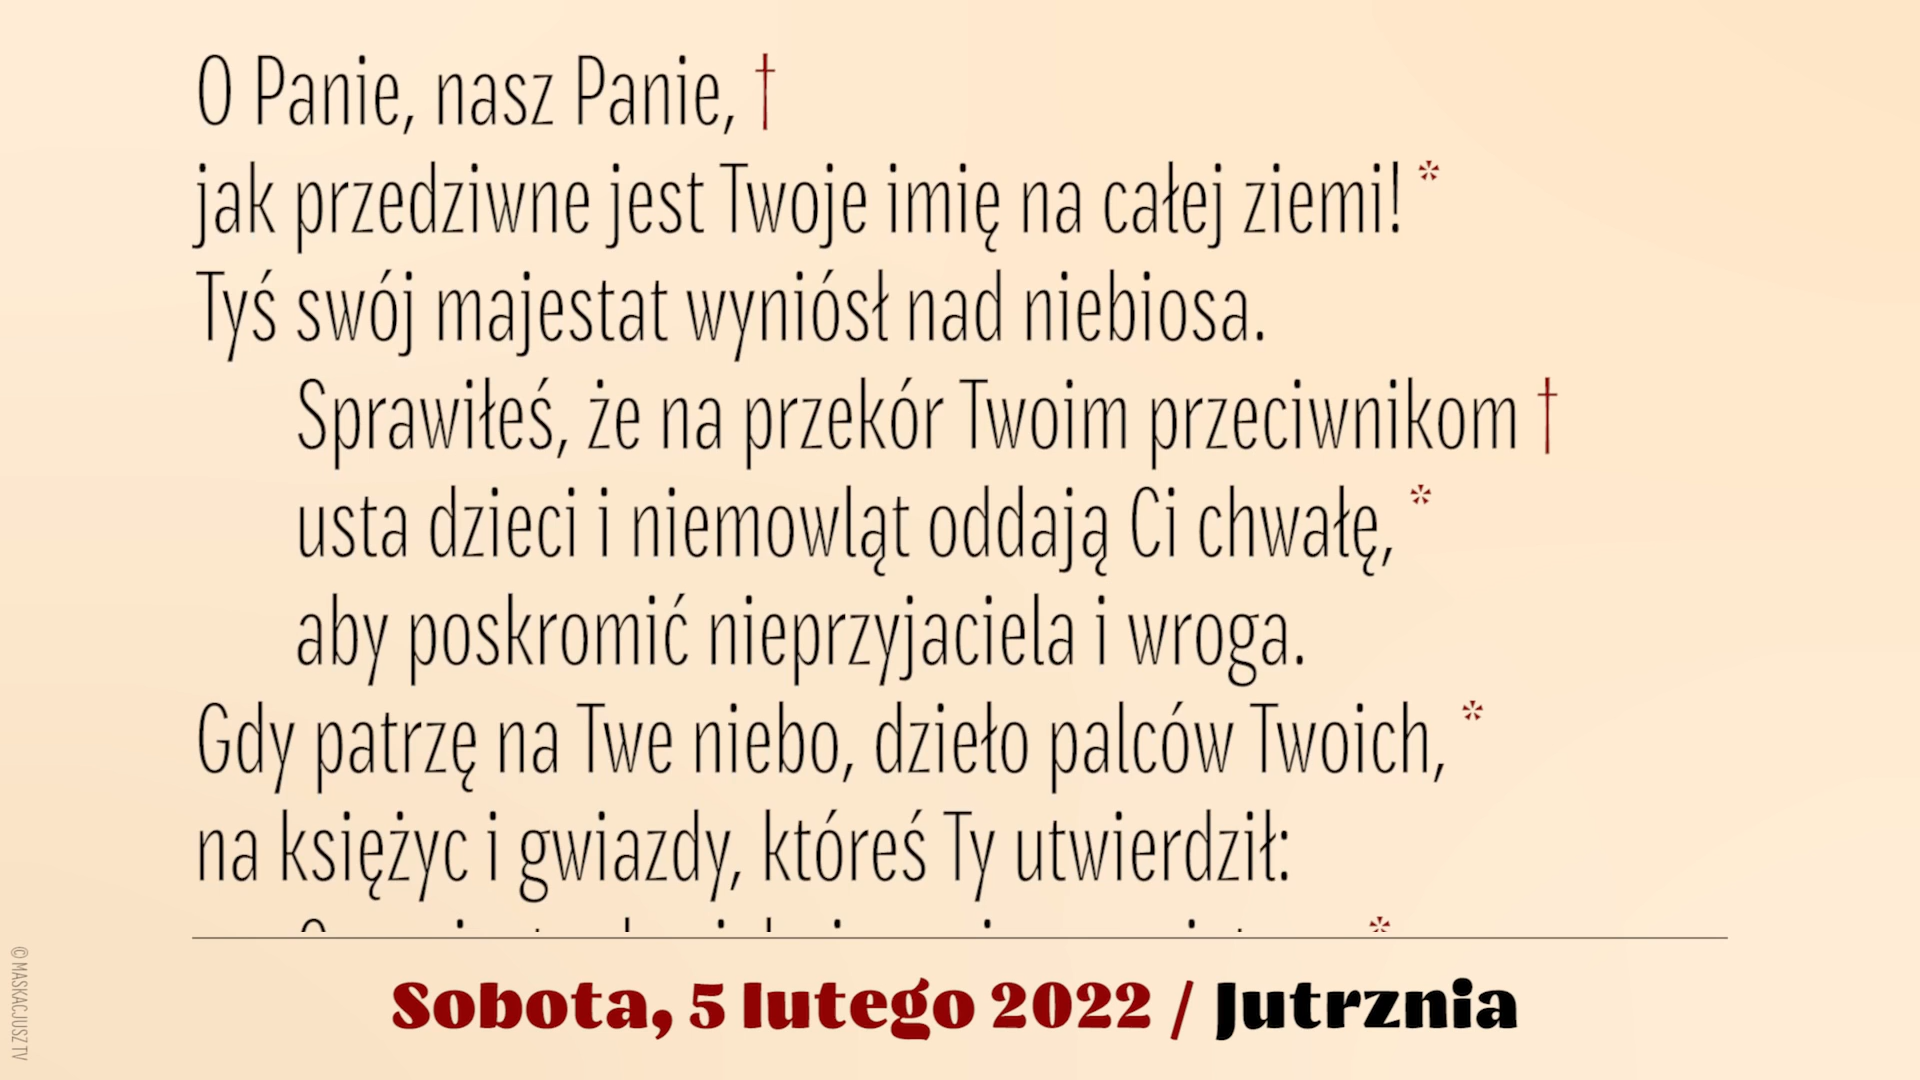 O Panie, nasz Panie, †
jak przedziwne jest Twoje imię na całej ziemi! *
Tyś swój majestat wyniósł nad niebiosa.
Sprawiłeś, że na przekór Twoim przeciwnikom †
usta dzieci i niemowląt oddają Ci chwałę, *
aby poskromić nieprzyjaciela i wroga.
Gdy patrzę na Twe niebo, dzieło palców Twoich, *
na księżyc i gwiazdy, któreś Ty utwierdził:
Sobota, 5 lutego 2022 / Jutrznia
© MASKACJUSZ TV